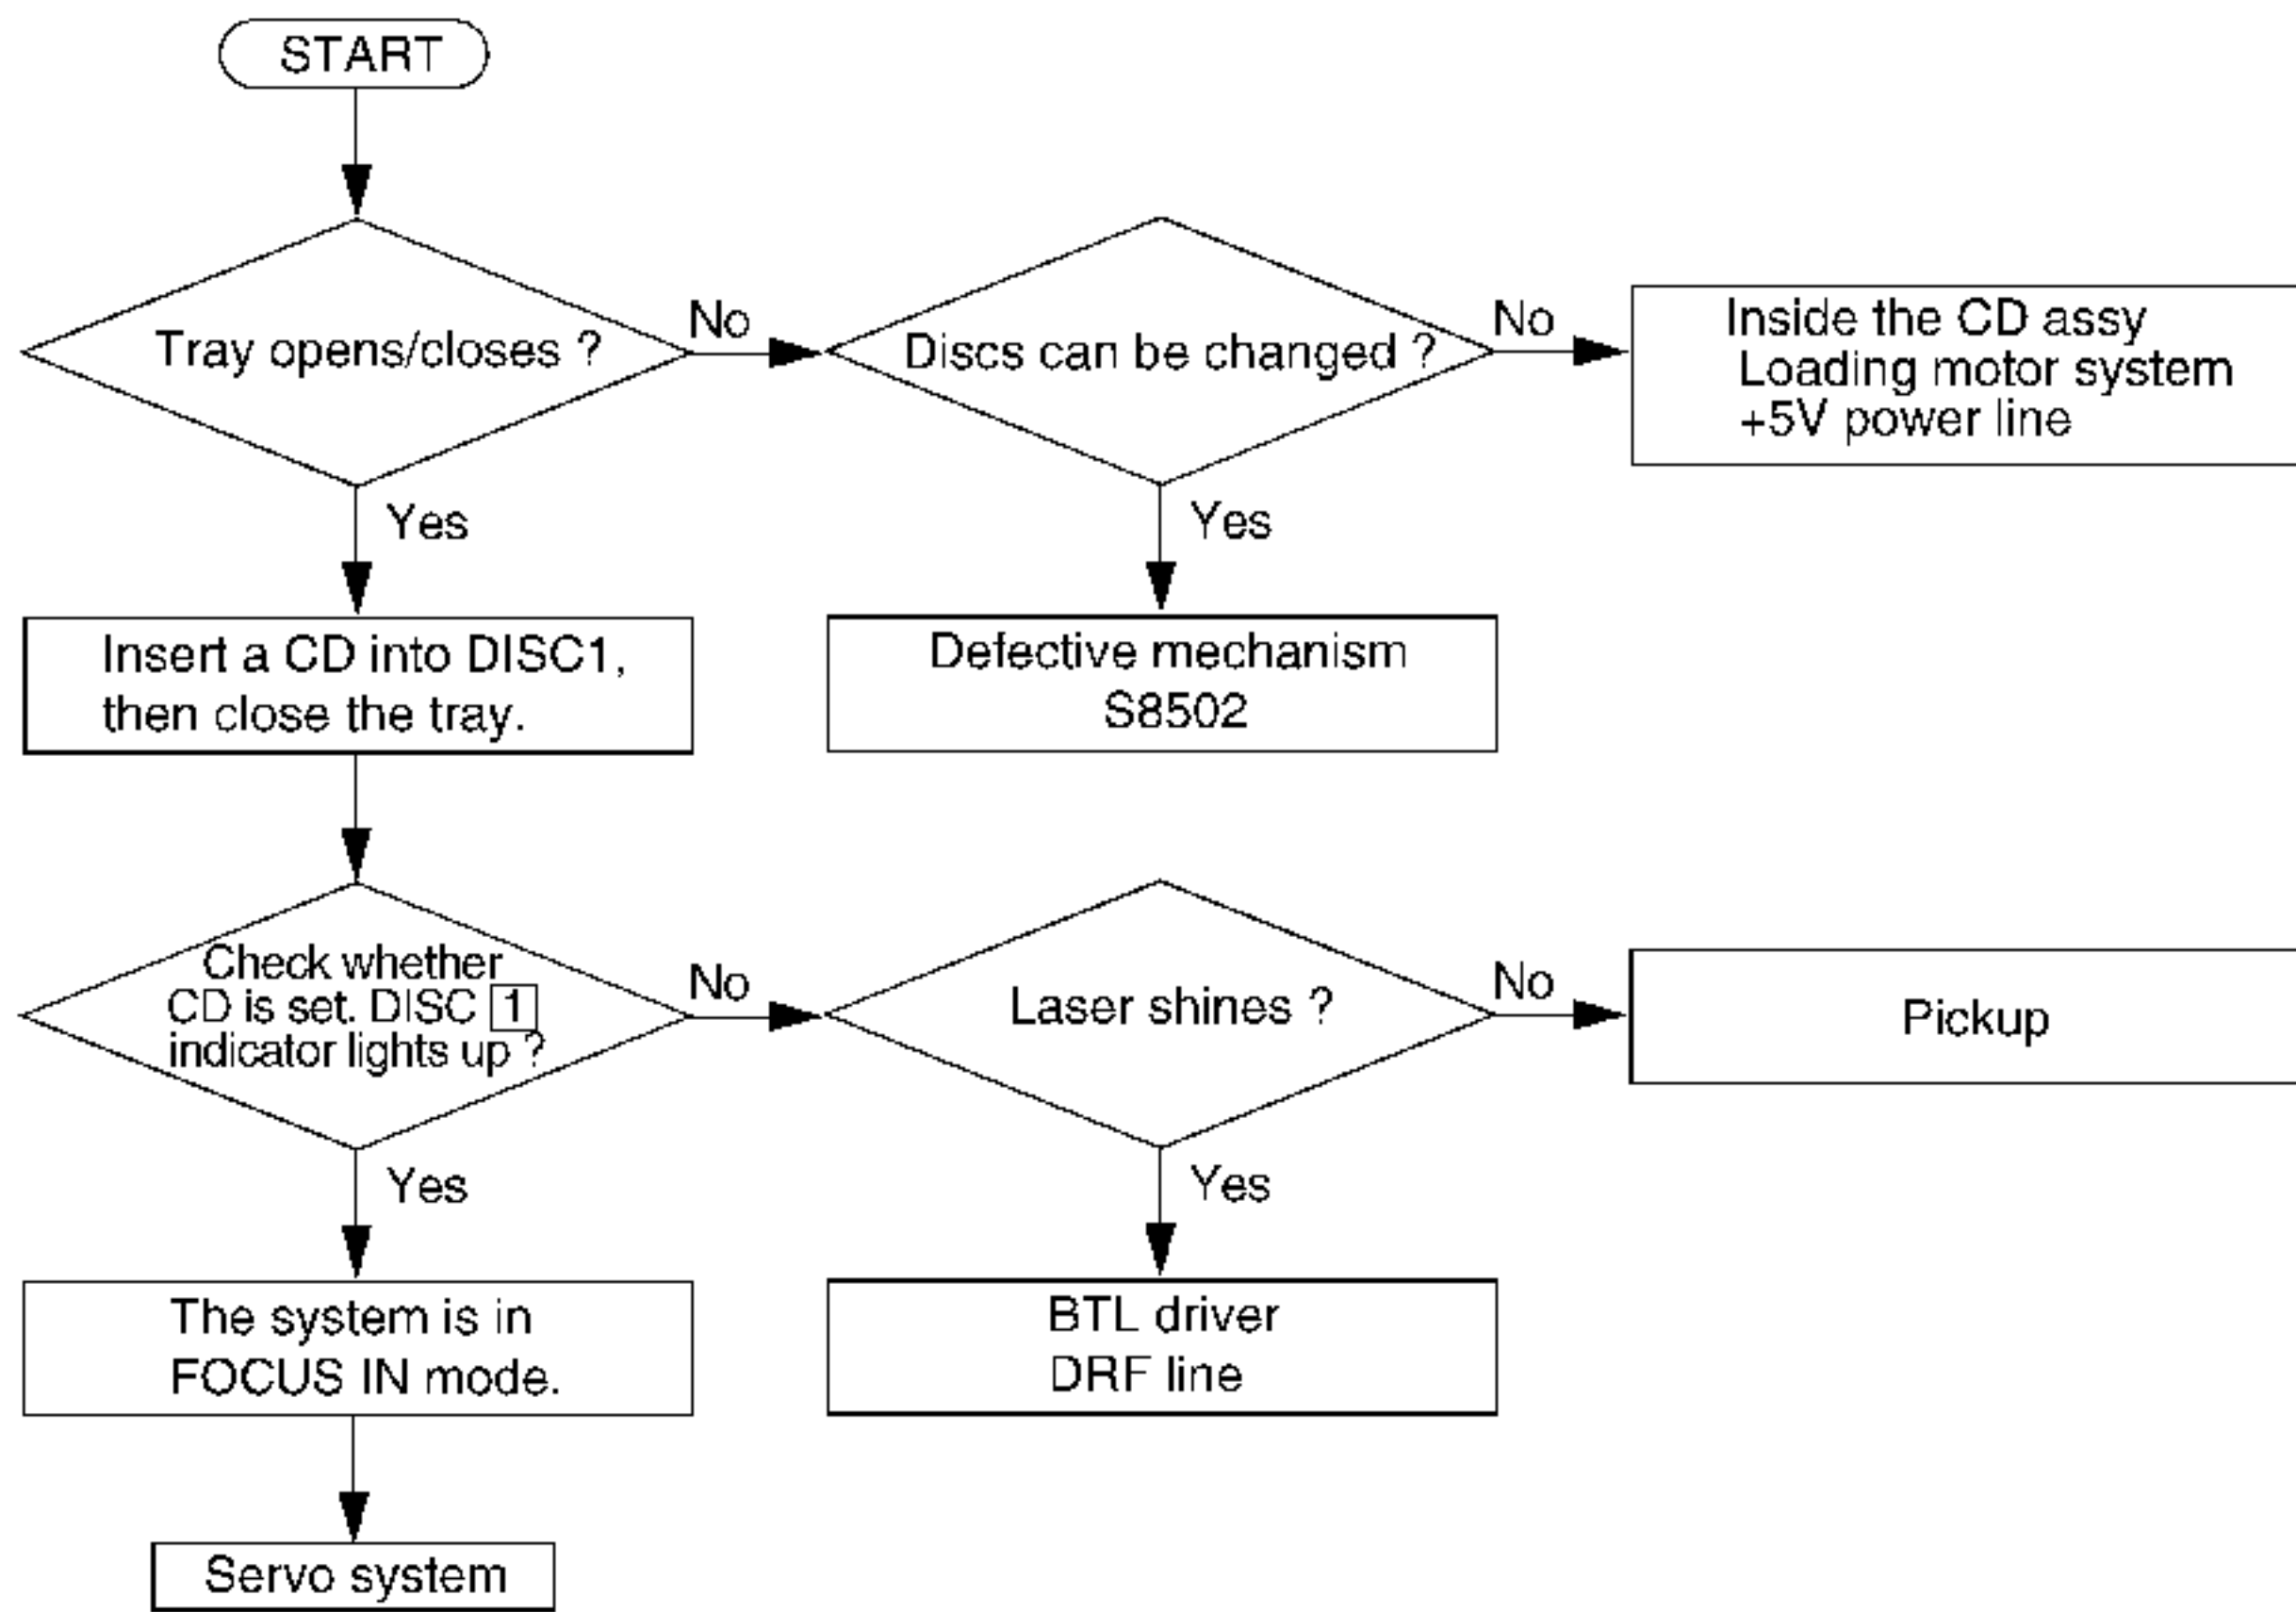 START
Tray opens/closes ?
No
Discs can be changed ?
No
Inside the CD assy
Loading motor system
+5V power line
Yes
Yes
Insert a CD into DISC1,
then close the tray.
Defective mechanism
S8502
Check whether
CD is set. DISC 1
indicator lights up ?
No
Laser shines ?
No
Pickup
Yes
Yes
The system is in
FOCUS IN mode.
BTL driver
DRF line
Servo system